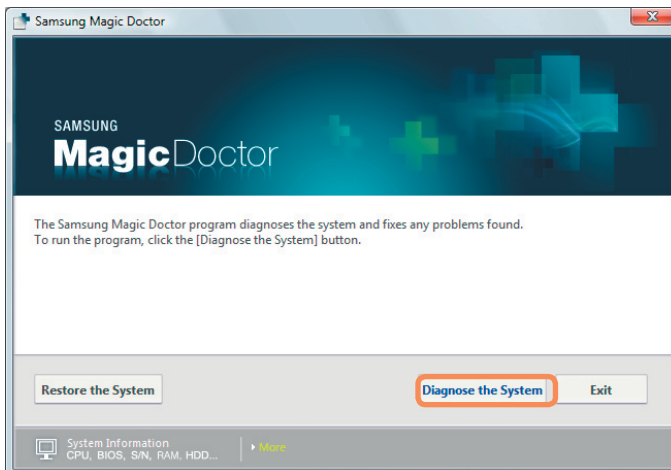 Samsung Magic Doctor
SAMSUNG
MagicDoctor
The Samsung Magic Doctor program diagnoses the system and fixes any problems found.
To run the program, click the [Diagnose the System] button.
Restore the System
Diagnose the System
Exit
System Information
CPU, BIOS, S/N, RAM, HDD...
More